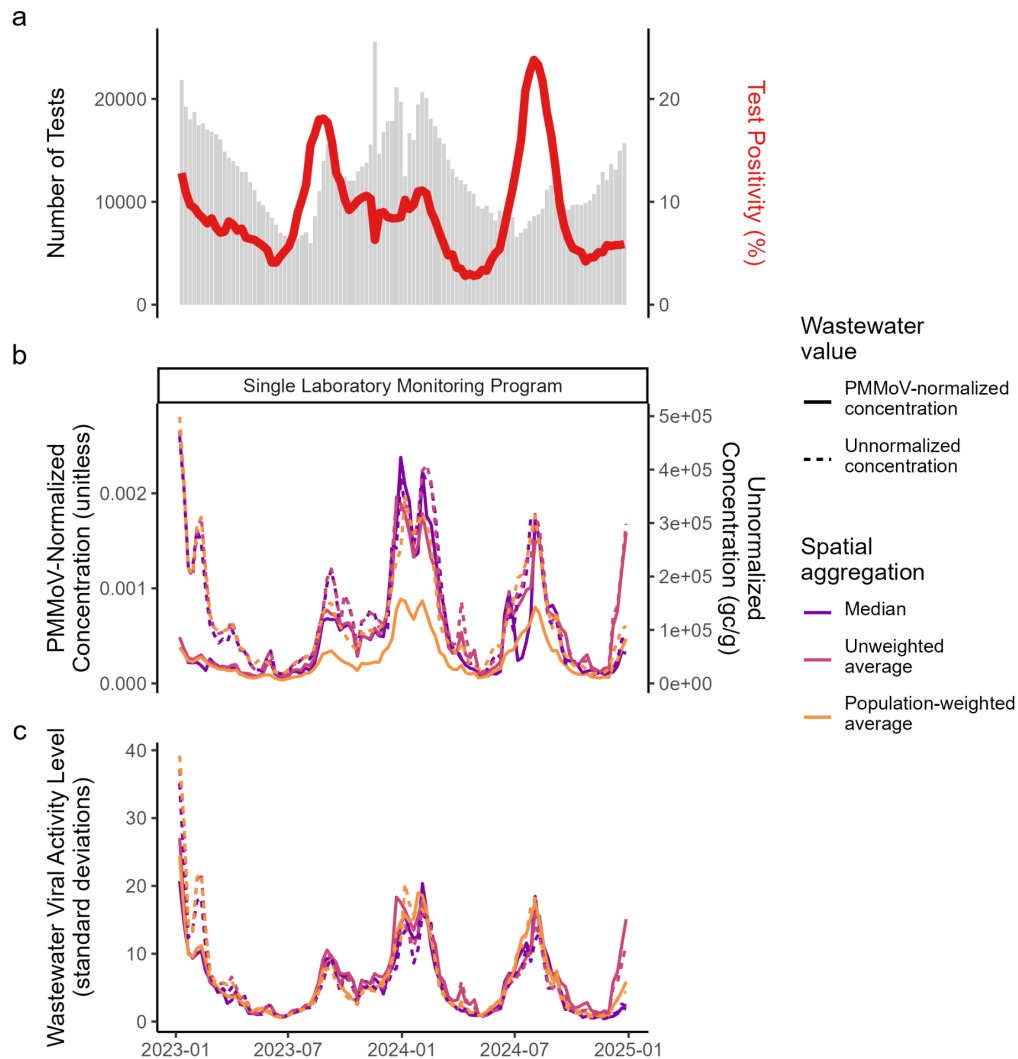 a
Number of Tests
20000
10000
0
20
10
0
Test Positivity (%)
b
Single Laboratory Monitoring Program
PMMoV-Normalized
Concentration (unitless)
0.002
0.001
0.000
5e+05
4e+05
3e+05
2e+05
1e+05
0e+00
Unnormalized
Concentration (gc/g)
c
Wastewater Viral Activity Level
(standard deviations)
40
30
20
10
0
2023-01
2023-07
2024-01
2024-07
2025-01
Wastewater
value
PMMoV-normalized
concentration
Unnormalized
concentration
Spatial
aggregation
Median
Unweighted
average
Population-weighted
average